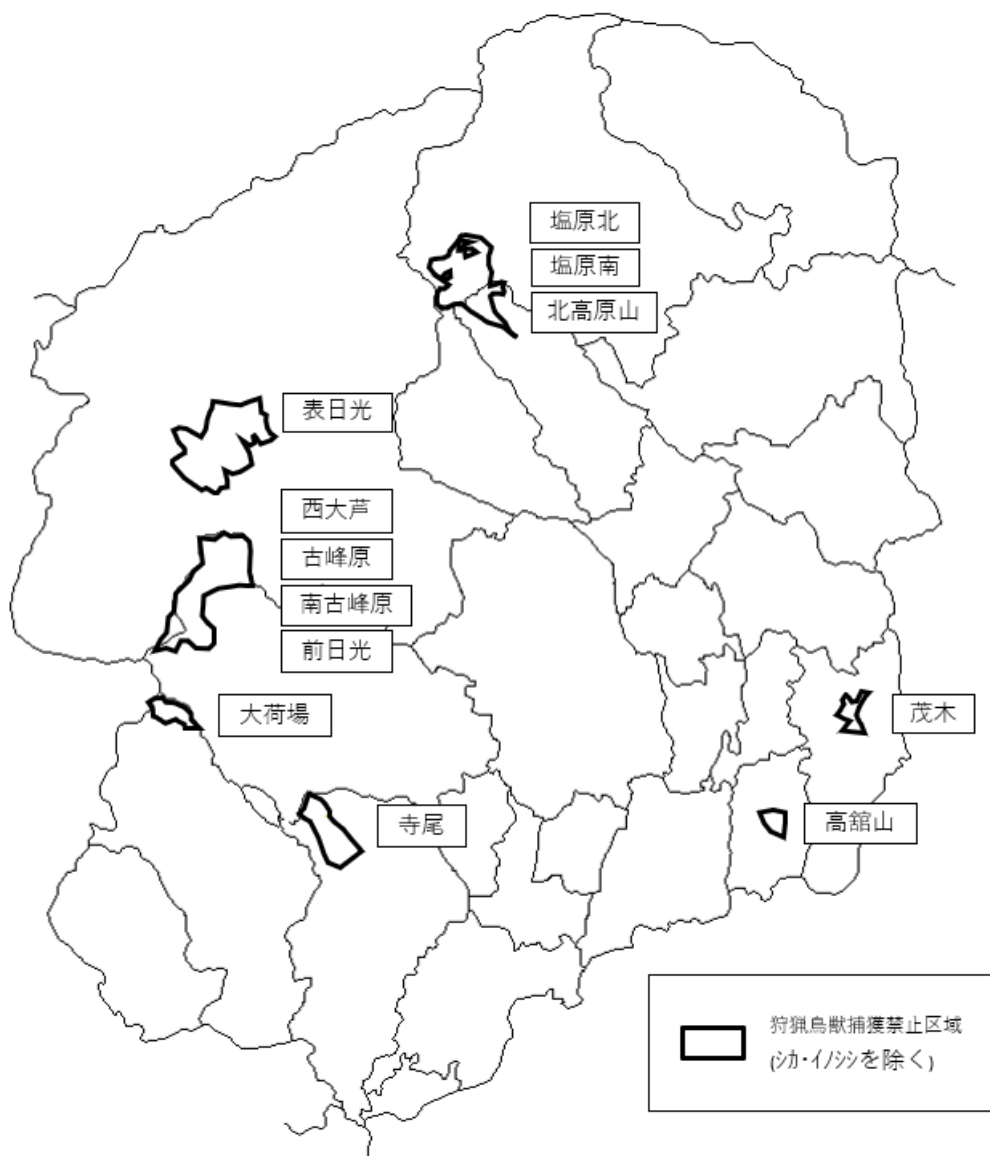 塩原北
塩原南
北高原山
表日光
西大芦
古峰原
南古峰原
前日光
大荷場
茂木
寺尾
高舘山
狩猟鳥獣捕獲禁止区域
(ｼｶ・ｲﾉｼｼを除く)